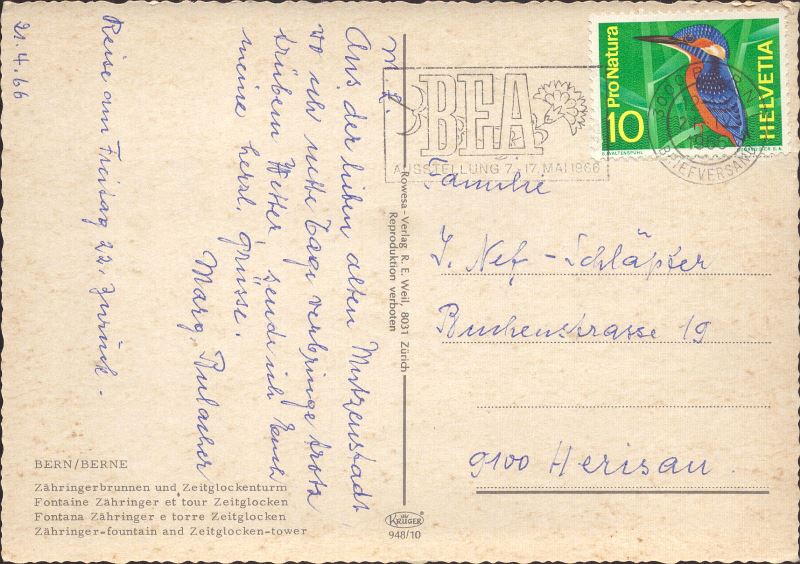 21.4.66
M L.
Aus der lieben alten Mutzenstadt
wo ich nette Tage verbringe trotz
trübem Wetter, sende ich Euch
meine herzl. Grüsse.
Marg.
Reise am Freitag 22. zurück.
BERN/BERNE
Zähringerbrunnen und Zeitglockenturm
Fontaine Zähringer et tour Zeitglocken
Fontana Zähringer e torre Zeitglocken
Zähringer-fountain and Zeitglocken-tower
Rowesa-Verlag R. E. Weil, 8031 Zürich
Reproduktion verboten
KRÜGER
948/10
BEA
AUSSTELLUNG 7.-17. MAI 1966
3000 BERN
BRIEFVERSAND
Pro Natura
10
HELVETIA
Familie
J. Nef-Schläpfer
Buchenstrasse 19
9100 Herisau.